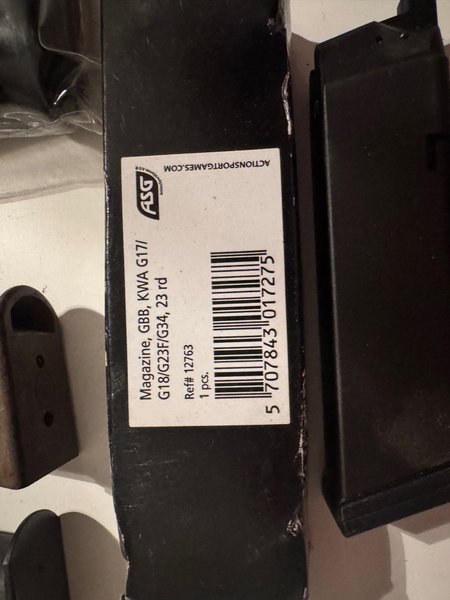 ASG
ACTIONSPORTGAMES.COM
Magazine, GBB, KWA G17/
G18/G23F/G34, 23 rd
Ref# 12763
1 pcs.
5 707843 017275